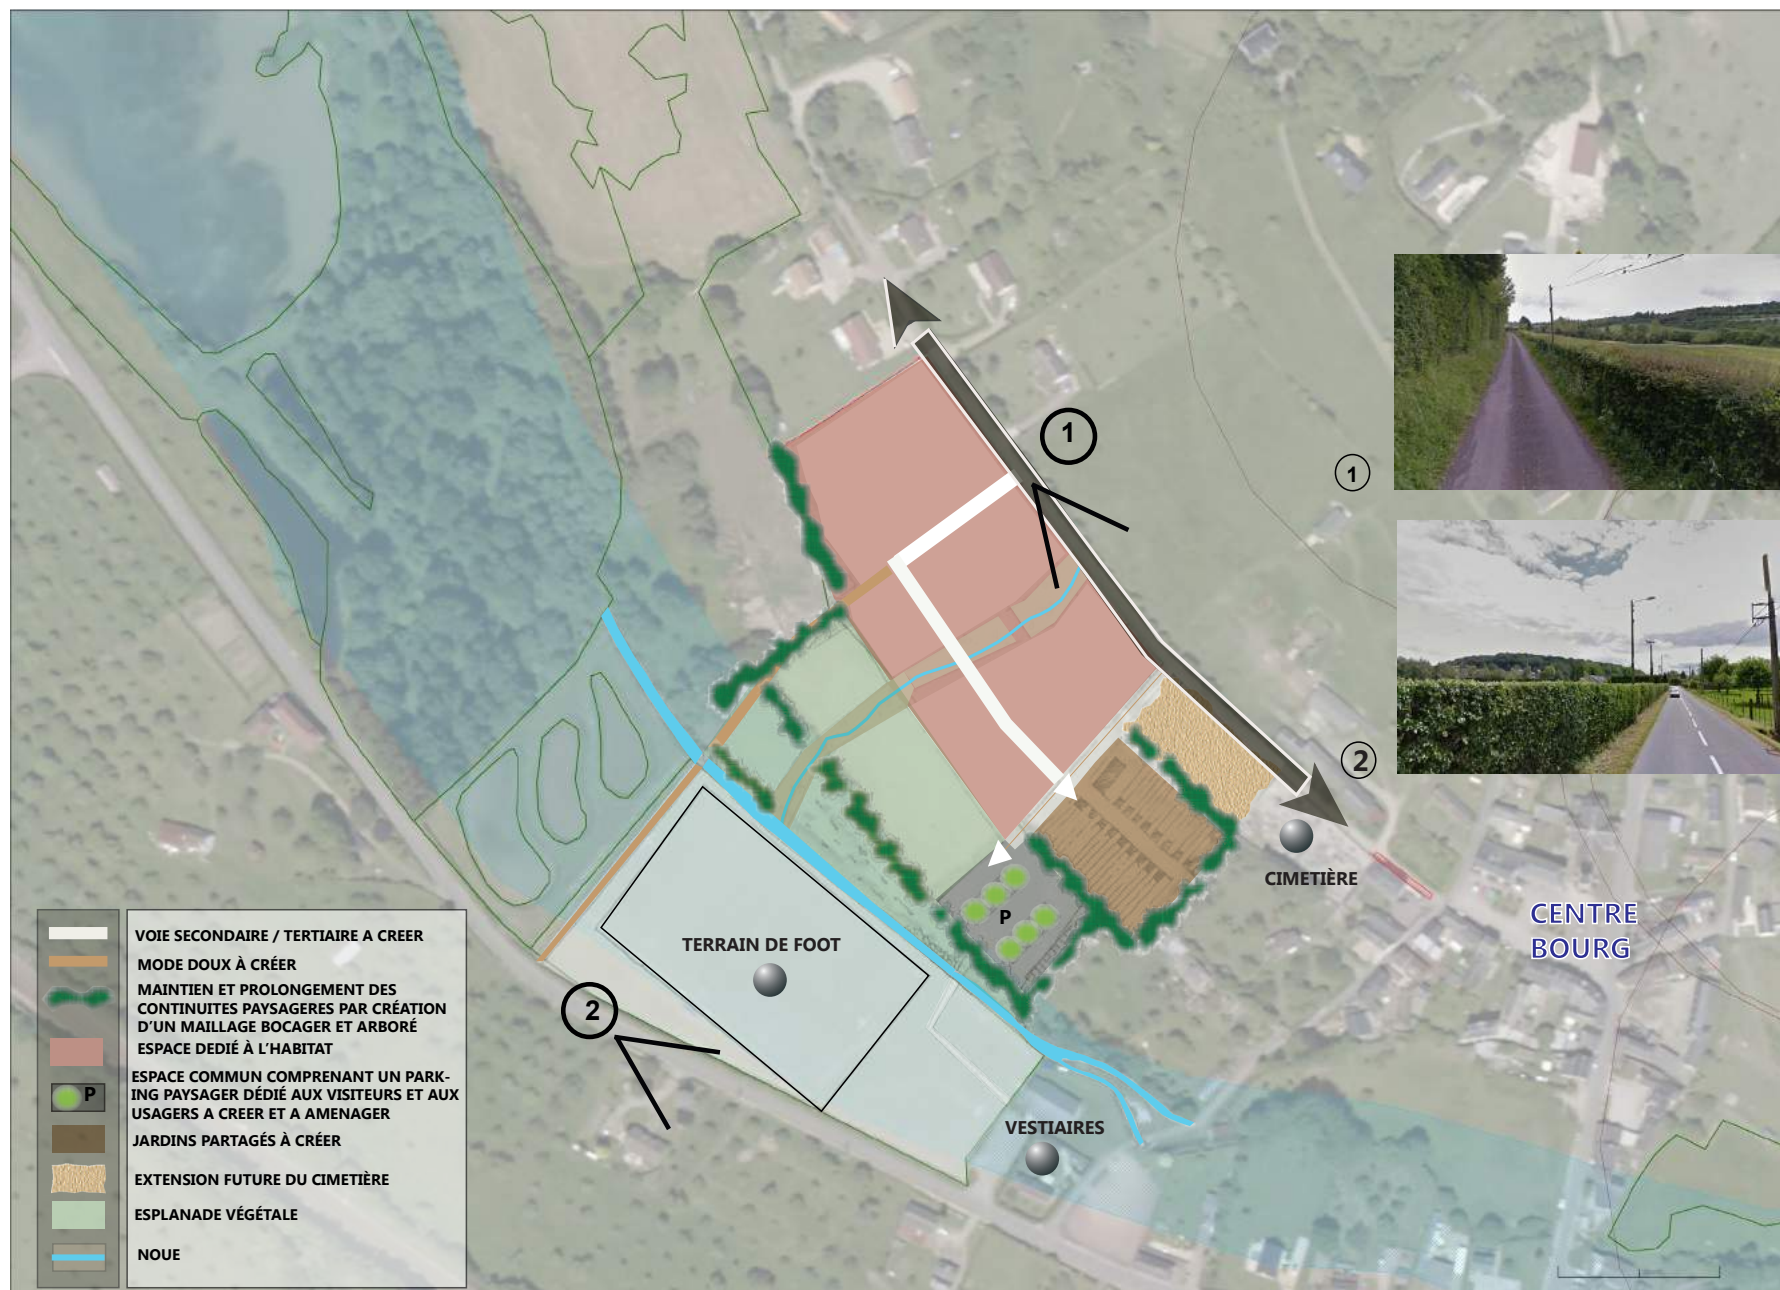 1
1
2
CIMETIÈRE
CENTRE
BOURG
P
TERRAIN DE FOOT
2
VESTIAIRES
VOIE SECONDAIRE / TERTIAIRE A CREER
MODE DOUX À CRÉER
MAINTIEN ET PROLONGEMENT DES
CONTINUITES PAYSAGERES PAR CRÉATION
D'UN MAILLAGE BOCAGER ET ARBORÉ
ESPACE DEDIÉ À L'HABITAT
P
ESPACE COMMUN COMPRENANT UN PARK-
ING PAYSAGER DÉDIÉ AUX VISITEURS ET AUX
USAGERS A CREER ET A AMENAGER
JARDINS PARTAGÉS À CRÉER
EXTENSION FUTURE DU CIMETIÈRE
ESPLANADE VÉGÉTALE
NOUE